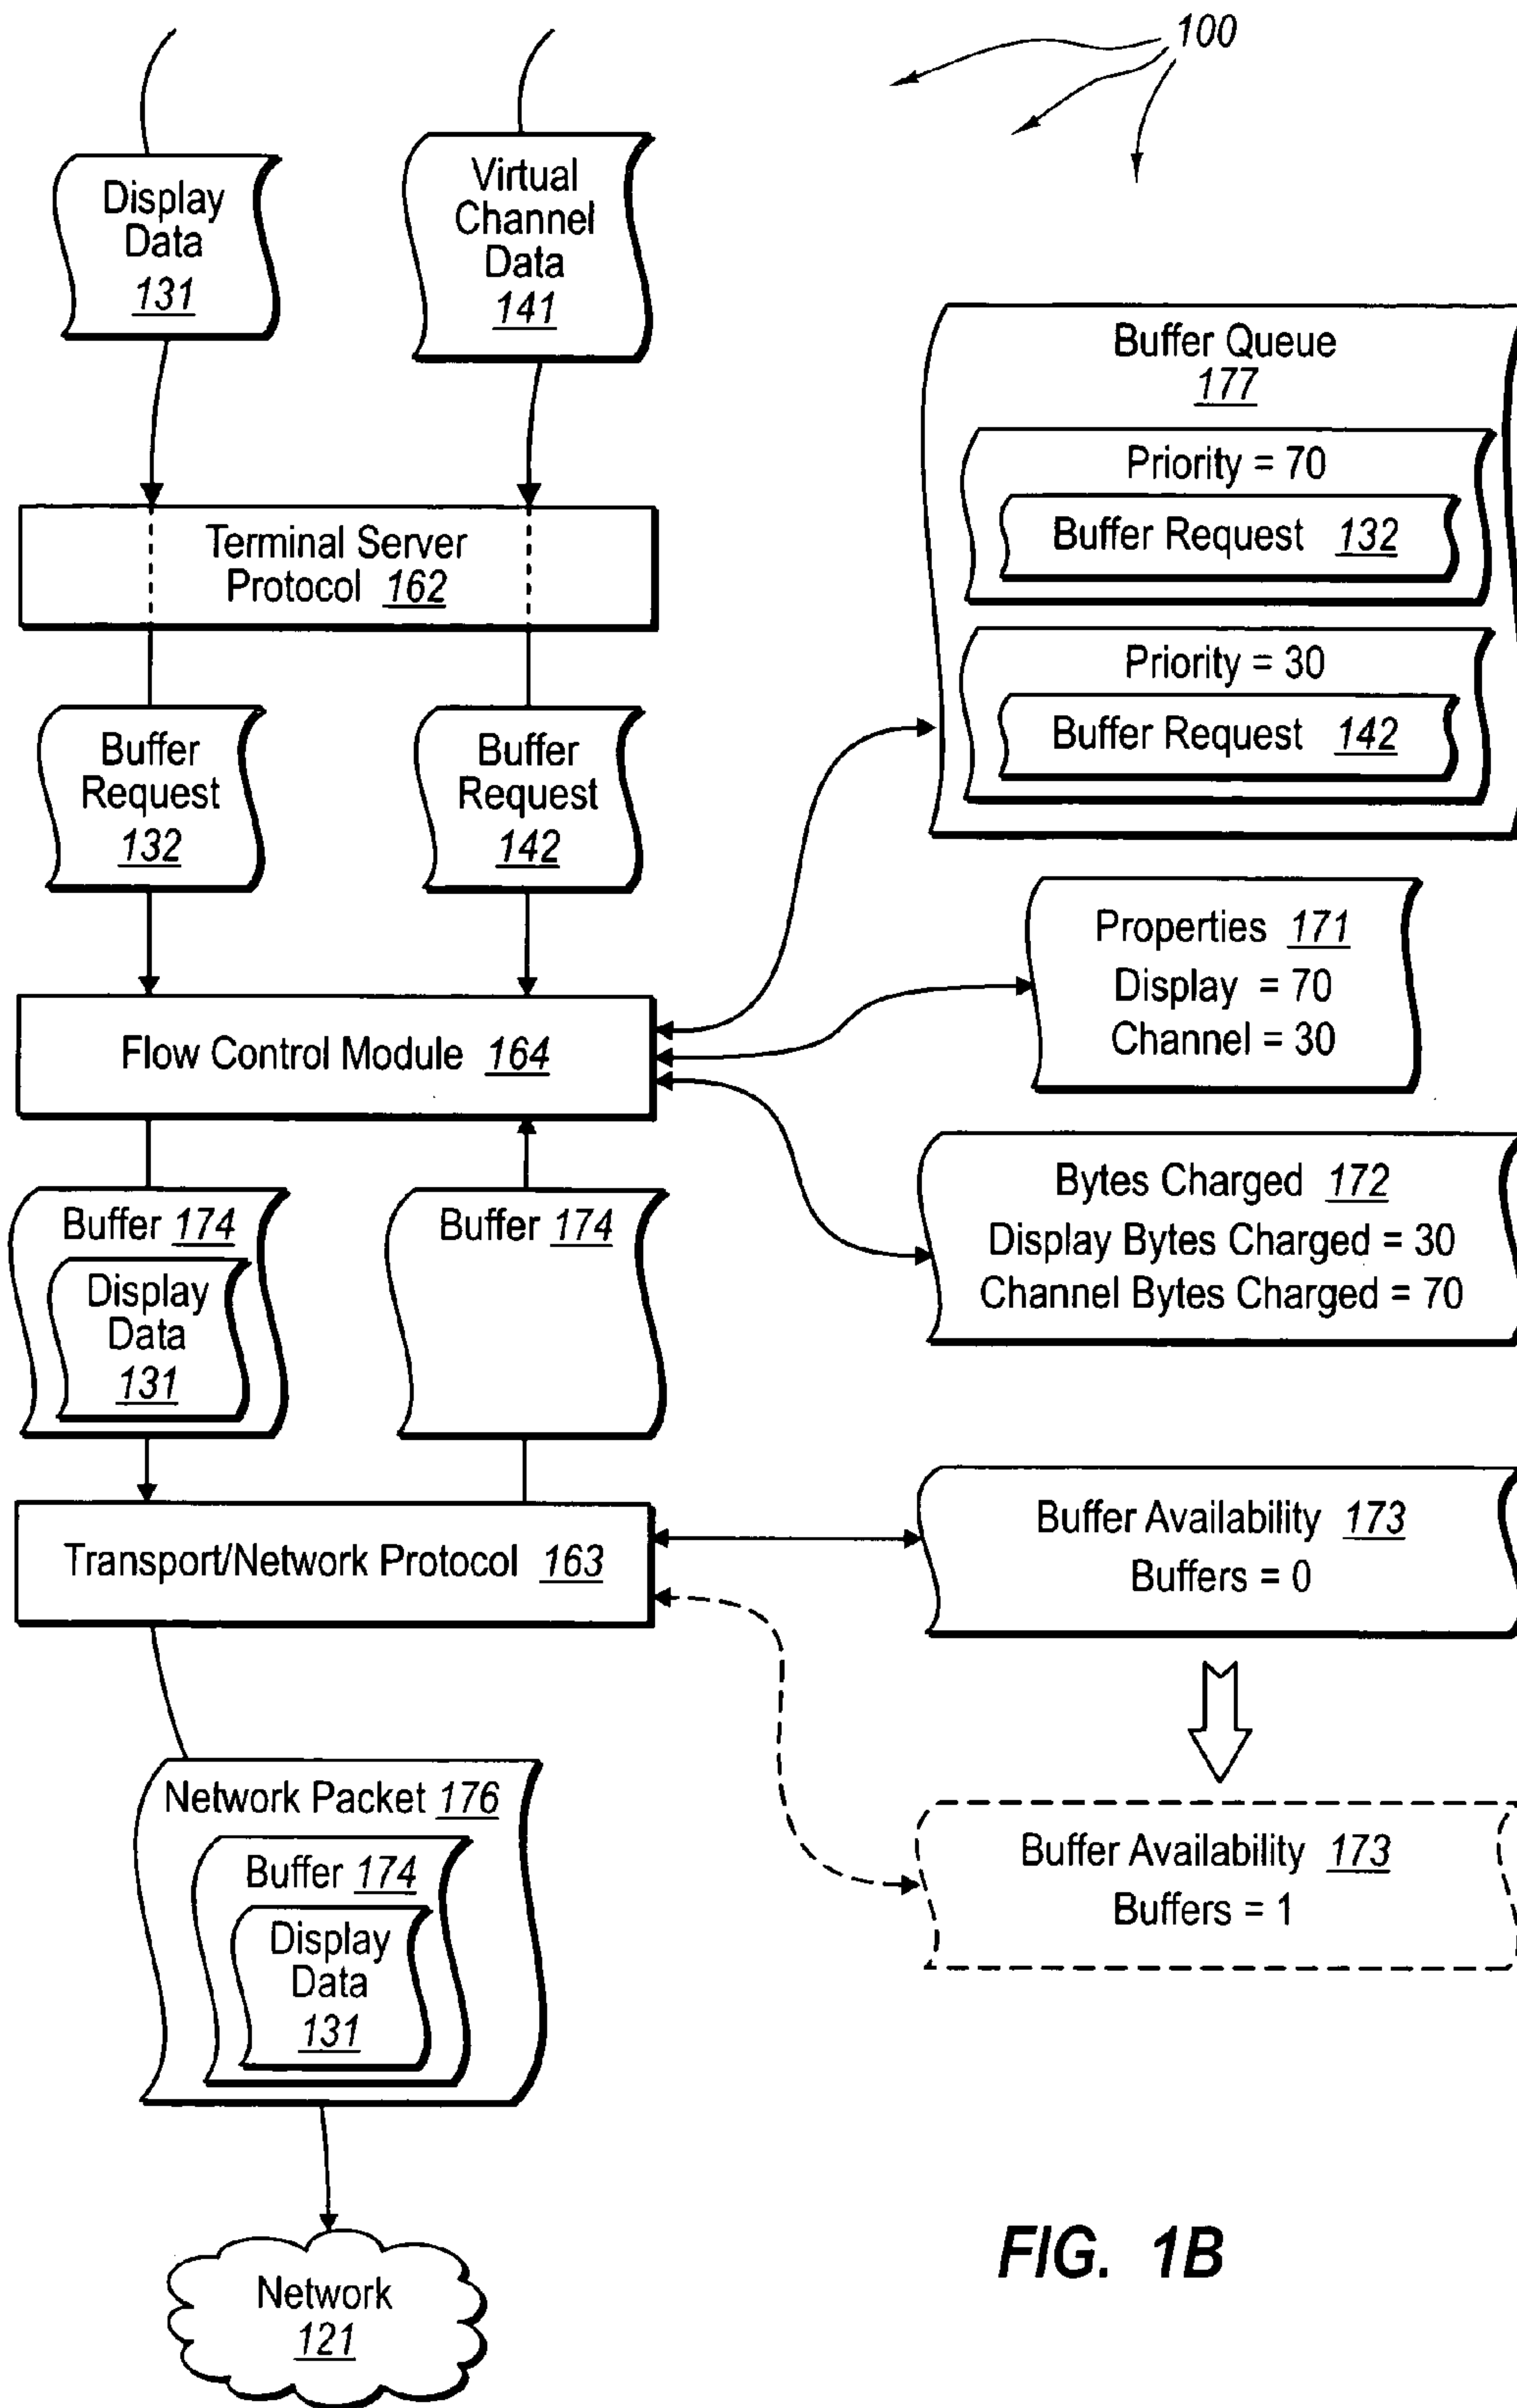 100
Display
Data
131
Virtual
Channel
Data
141
Buffer Queue
177
Priority = 70
Buffer Request 132
Priority = 30
Buffer Request 142
Terminal Server
Protocol 162
Buffer
Request
132
Buffer
Request
142
Properties 171
Display = 70
Channel = 30
Flow Control Module 164
Bytes Charged 172
Display Bytes Charged = 30
Channel Bytes Charged = 70
Buffer 174
Display
Data
131
Buffer 174
Buffer Availability 173
Buffers = 0
Transport/Network Protocol 163
Buffer Availability 173
Buffers = 1
Network Packet 176
Buffer 174
Display
Data
131
Network
121
FIG. 1B